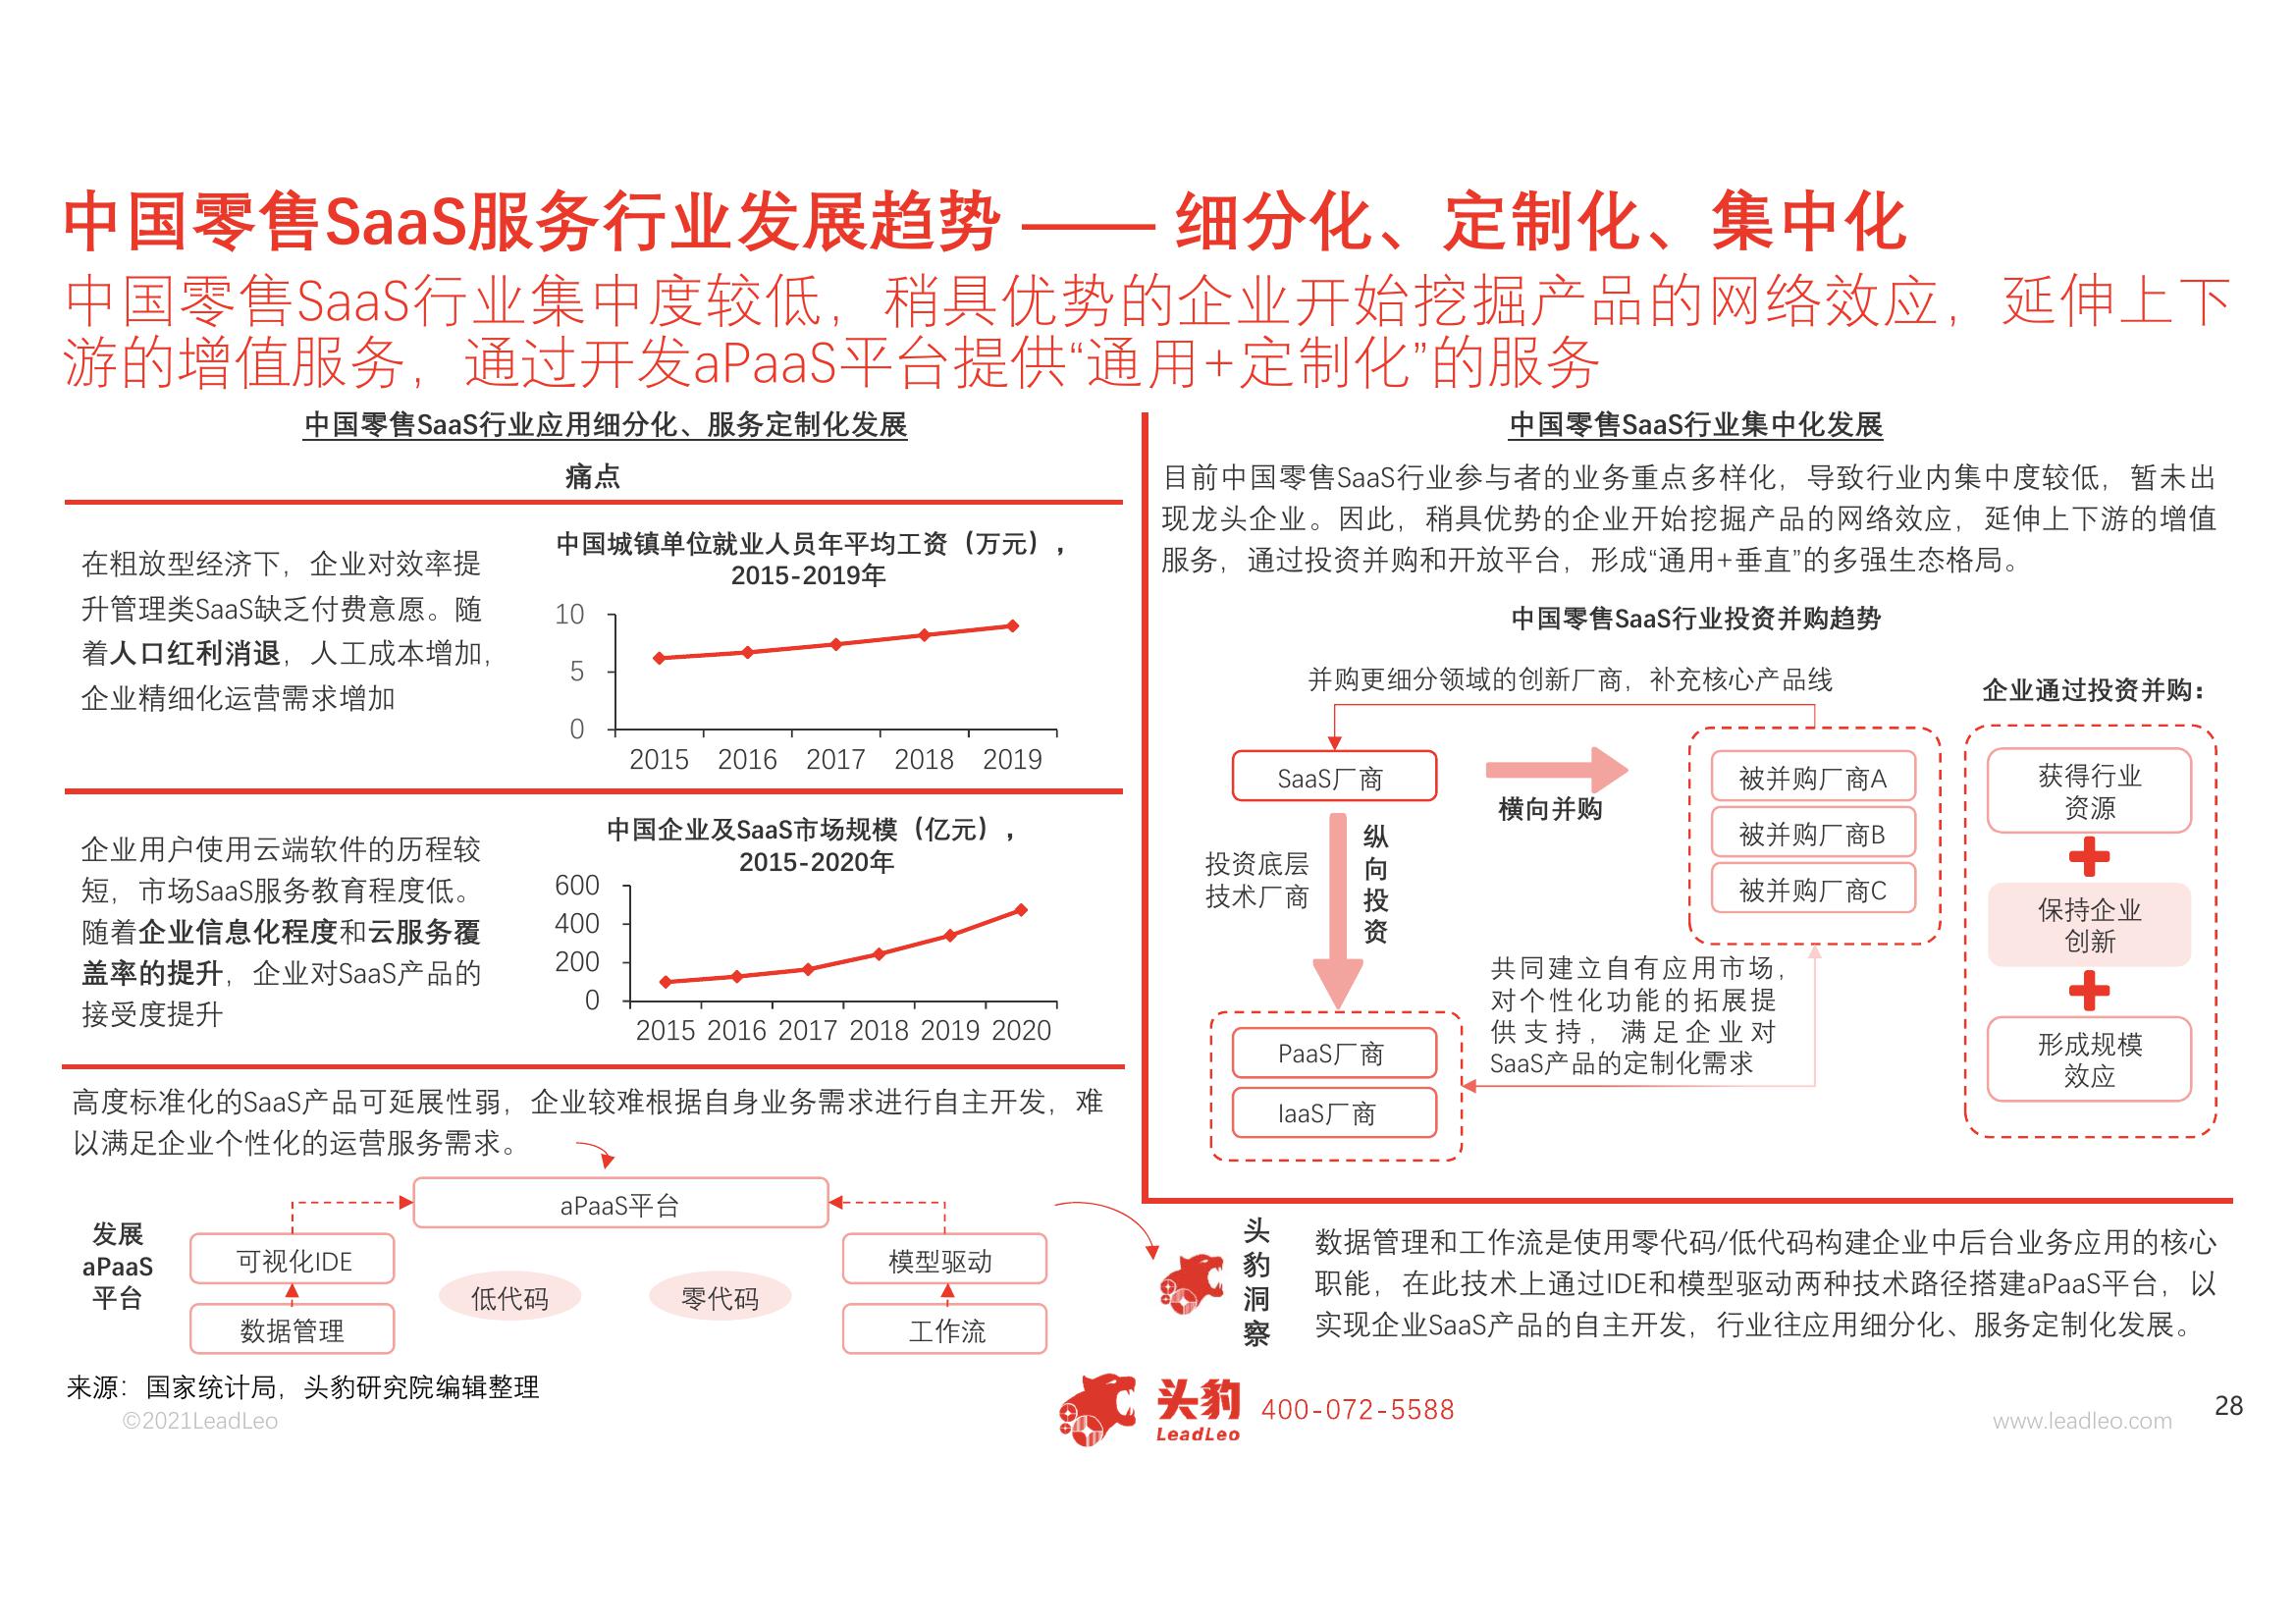 中国零售SaaS服务行业发展趋势 —— 细分化、定制化、集中化
中国零售SaaS行业集中度较低，稍具优势的企业开始挖掘产品的网络效应，延伸上下
游的增值服务，通过开发aPaaS平台提供“通用+定制化”的服务
中国零售SaaS行业应用细分化、服务定制化发展
痛点
在粗放型经济下，企业对效率提
升管理类SaaS缺乏付费意愿。随
着人口红利消退，人工成本增加，
企业精细化运营需求增加
中国城镇单位就业人员年平均工资（万元），
2015-2019年
10
5
0
2015 2016 2017 2018 2019
企业用户使用云端软件的历程较
短，市场SaaS服务教育程度低。
随着企业信息化程度和云服务覆
盖率的提升，企业对SaaS产品的
接受度提升
中国企业及SaaS市场规模（亿元），
2015-2020年
600
400
200
0
2015 2016 2017 2018 2019 2020
高度标准化的SaaS产品可延展性弱，企业较难根据自身业务需求进行自主开发，难
以满足企业个性化的运营服务需求。
发展
aPaaS
平台
aPaaS平台
可视化IDE
数据管理
低代码
零代码
模型驱动
工作流
中国零售SaaS行业集中化发展
目前中国零售SaaS行业参与者的业务重点多样化，导致行业内集中度较低，暂未出
现龙头企业。因此，稍具优势的企业开始挖掘产品的网络效应，延伸上下游的增值
服务，通过投资并购和开放平台，形成“通用+垂直”的多强生态格局。
中国零售SaaS行业投资并购趋势
并购更细分领域的创新厂商，补充核心产品线
SaaS厂商
横向并购
被并购厂商A
被并购厂商B
被并购厂商C
投资底层
技术厂商
纵
向
投
资
PaaS厂商
IaaS厂商
共同建立自有应用市场，
对个性化功能的拓展提
供支持，满足企业对
SaaS产品的定制化需求
企业通过投资并购：
获得行业
资源
保持企业
创新
形成规模
效应
头
豹
洞
察
数据管理和工作流是使用零代码/低代码构建企业中后台业务应用的核心
职能，在此技术上通过IDE和模型驱动两种技术路径搭建aPaaS平台，以
实现企业SaaS产品的自主开发，行业往应用细分化、服务定制化发展。
来源：国家统计局，头豹研究院编辑整理
©2021LeadLeo
头豹
LeadLeo
400-072-5588
www.leadleo.com
28